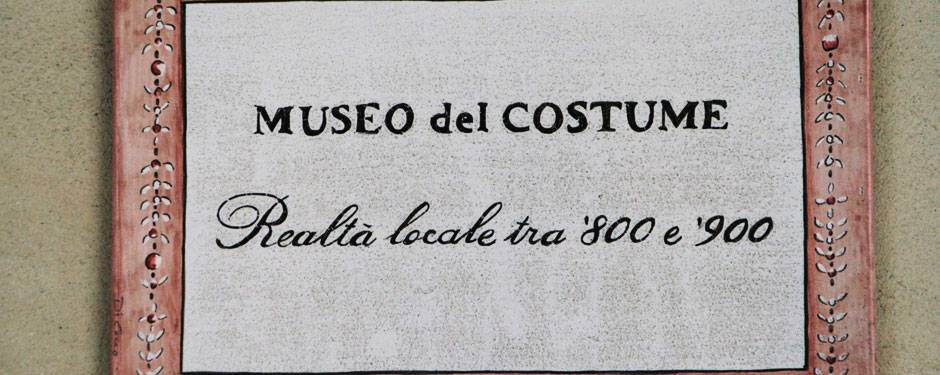 MUSEO del COSTUME
Realtà locale tra '800 e '900